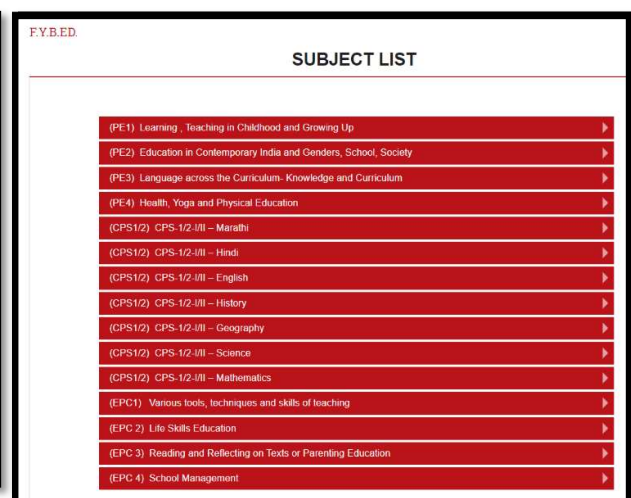 F.Y.B.ED.
SUBJECT LIST
(PE1) Learning , Teaching in Childhood and Growing Up
(PE2) Education in Contemporary India and Genders, School, Society
(PE3) Language across the Curriculum- Knowledge and Curriculum
(PE4) Health, Yoga and Physical Education
(CPS1/2) CPS-1/2-I/II – Marathi
(CPS1/2) CPS-1/2-I/II – Hindi
(CPS1/2) CPS-1/2-I/II – English
(CPS1/2) CPS-1/2-I/II – History
(CPS1/2) CPS-1/2-I/II – Geography
(CPS1/2) CPS-1/2-I/II – Science
(CPS1/2) CPS-1/2-I/II – Mathematics
(EPC1) Various tools, techniques and skills of teaching
(EPC 2) Life Skills Education
(EPC 3) Reading and Reflecting on Texts or Parenting Education
(EPC 4) School Management